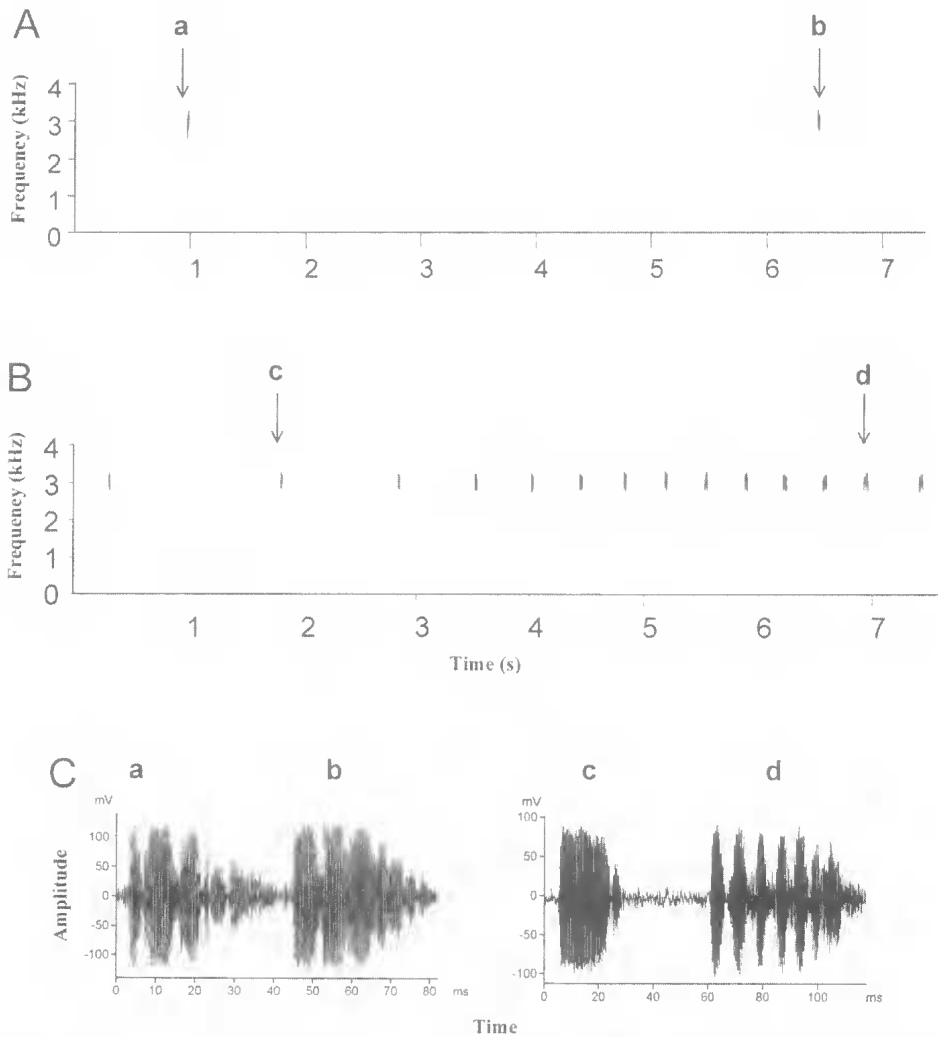 A
a
b
Frequency (kHz)
4
3
2
1
0
1 2 3 4 5 6 7
B
c
d
Frequency (kHz)
4
3
2
1
0
1 2 3 4 5 6 7
Time (s)
C
a b
c d
mV
100
50
0
-50
-100
0 10 20 30 40 50 60 70 80 ms
Amplitude
mV
100
50
0
-50
-100
0 20 40 60 80 100 ms
Time